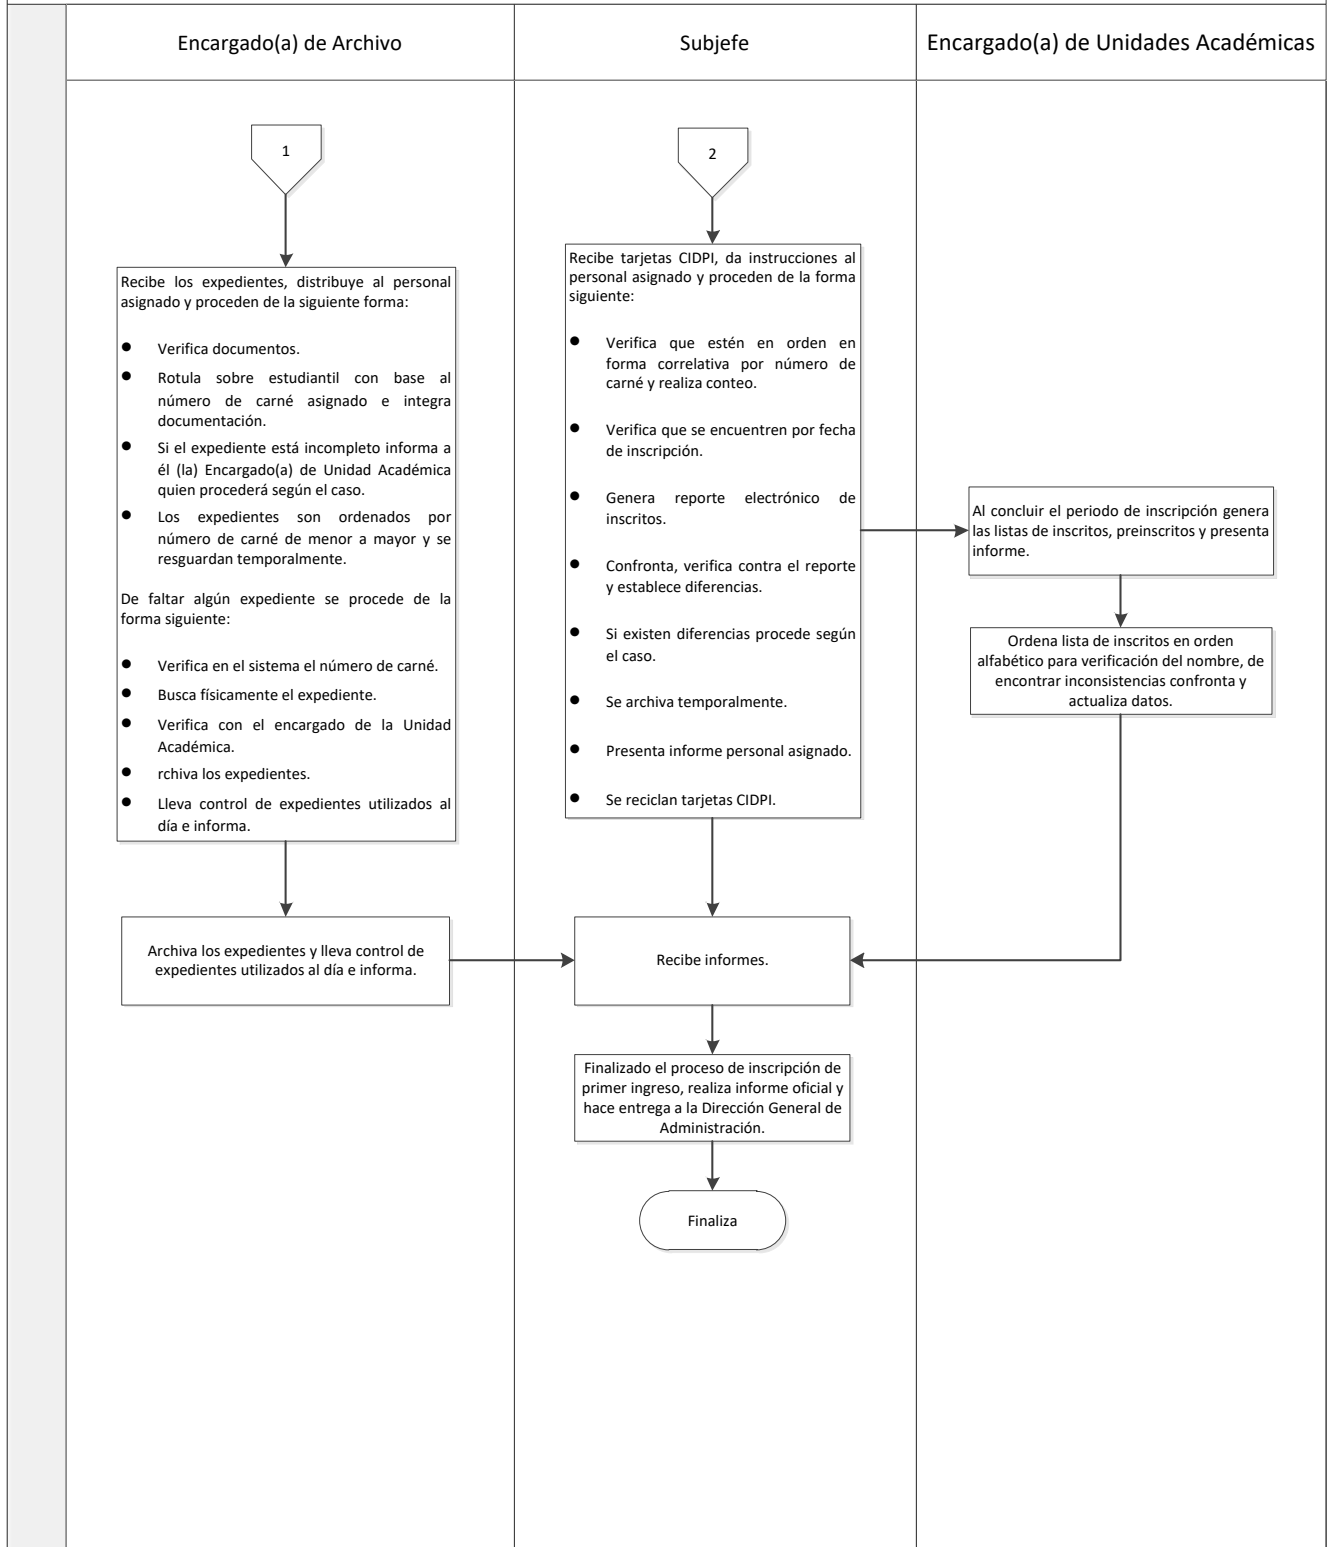 Encargado(a) de Archivo
Subjefe
Encargado(a) de Unidades Académicas
1
Recibe los expedientes, distribuye al personal
asignado y proceden de la siguiente forma:
● Verifica documentos.
● Rotula sobre estudiantil con base al
número de carné asignado e integra
documentación.
● Si el expediente está incompleto informa a
él (la) Encargado(a) de Unidad Académica
quien procederá según el caso.
● Los expedientes son ordenados por
número de carné de menor a mayor y se
resguardan temporalmente.
De faltar algún expediente se procede de la
forma siguiente:
● Verifica en el sistema el número de carné.
● Busca físicamente el expediente.
● Verifica con el encargado de la Unidad
Académica.
● rchiva los expedientes.
● Lleva control de expedientes utilizados al
día e informa.
Archiva los expedientes y lleva control de
expedientes utilizados al día e informa.
2
Recibe tarjetas CIDPI, da instrucciones al
personal asignado y proceden de la forma
siguiente:
● Verifica que estén en orden en
forma correlativa por número de
carné y realiza conteo.
● Verifica que se encuentren por fecha
de inscripción.
● Genera reporte electrónico de
inscritos.
● Confronta, verifica contra el reporte
y establece diferencias.
● Si existen diferencias procede según
el caso.
● Se archiva temporalmente.
● Presenta informe personal asignado.
● Se reciclan tarjetas CIDPI.
Al concluir el periodo de inscripción genera
las listas de inscritos, preinscritos y presenta
informe.
Ordena lista de inscritos en orden
alfabético para verificación del nombre, de
encontrar inconsistencias confronta y
actualiza datos.
Recibe informes.
Finalizado el proceso de inscripción de
primer ingreso, realiza informe oficial y
hace entrega a la Dirección General de
Administración.
Finaliza